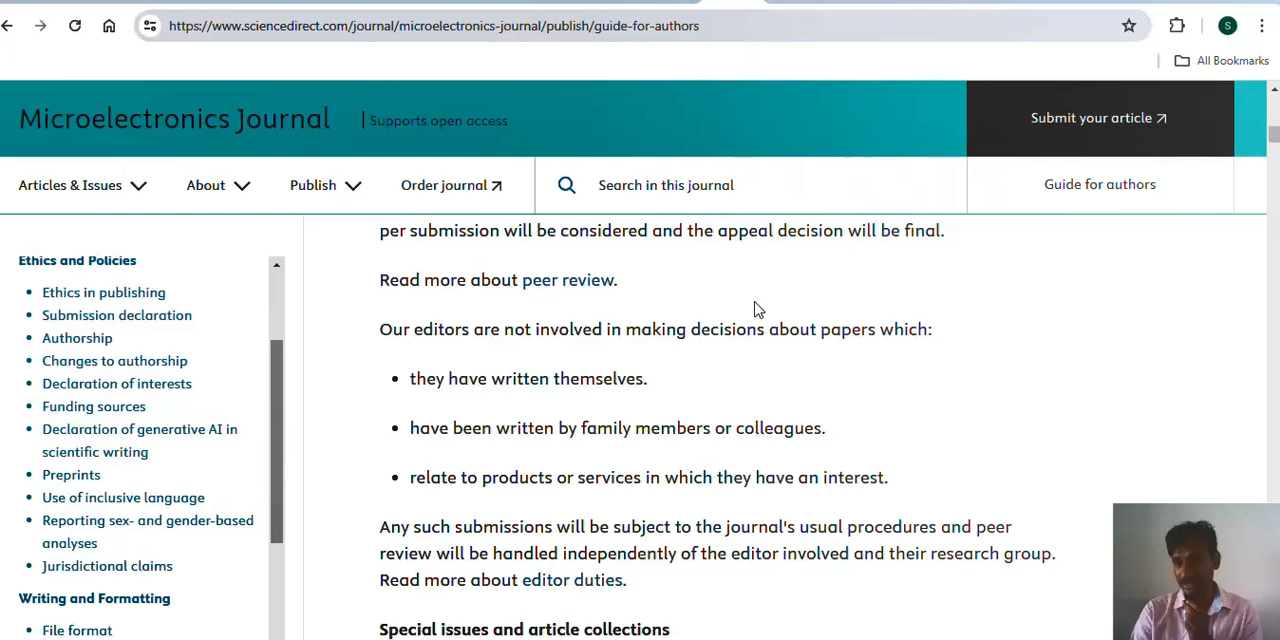 https://www.sciencedirect.com/journal/microelectronics-journal/publish/guide-for-authors
S
All Bookmarks
Microelectronics Journal
Supports open access
Submit your article
Articles & Issues
About
Publish
Order journal
Search in this journal
Guide for authors
Ethics and Policies
• Ethics in publishing
• Submission declaration
• Authorship
• Changes to authorship
• Declaration of interests
• Funding sources
• Declaration of generative AI in
scientific writing
• Preprints
• Use of inclusive language
• Reporting sex- and gender-based
analyses
• Jurisdictional claims
Writing and Formatting
• File format
per submission will be considered and the appeal decision will be final.
Read more about peer review.
Our editors are not involved in making decisions about papers which:
• they have written themselves.
• have been written by family members or colleagues.
• relate to products or services in which they have an interest.
Any such submissions will be subject to the journal's usual procedures and peer
review will be handled independently of the editor involved and their research group.
Read more about editor duties.
Special issues and article collections